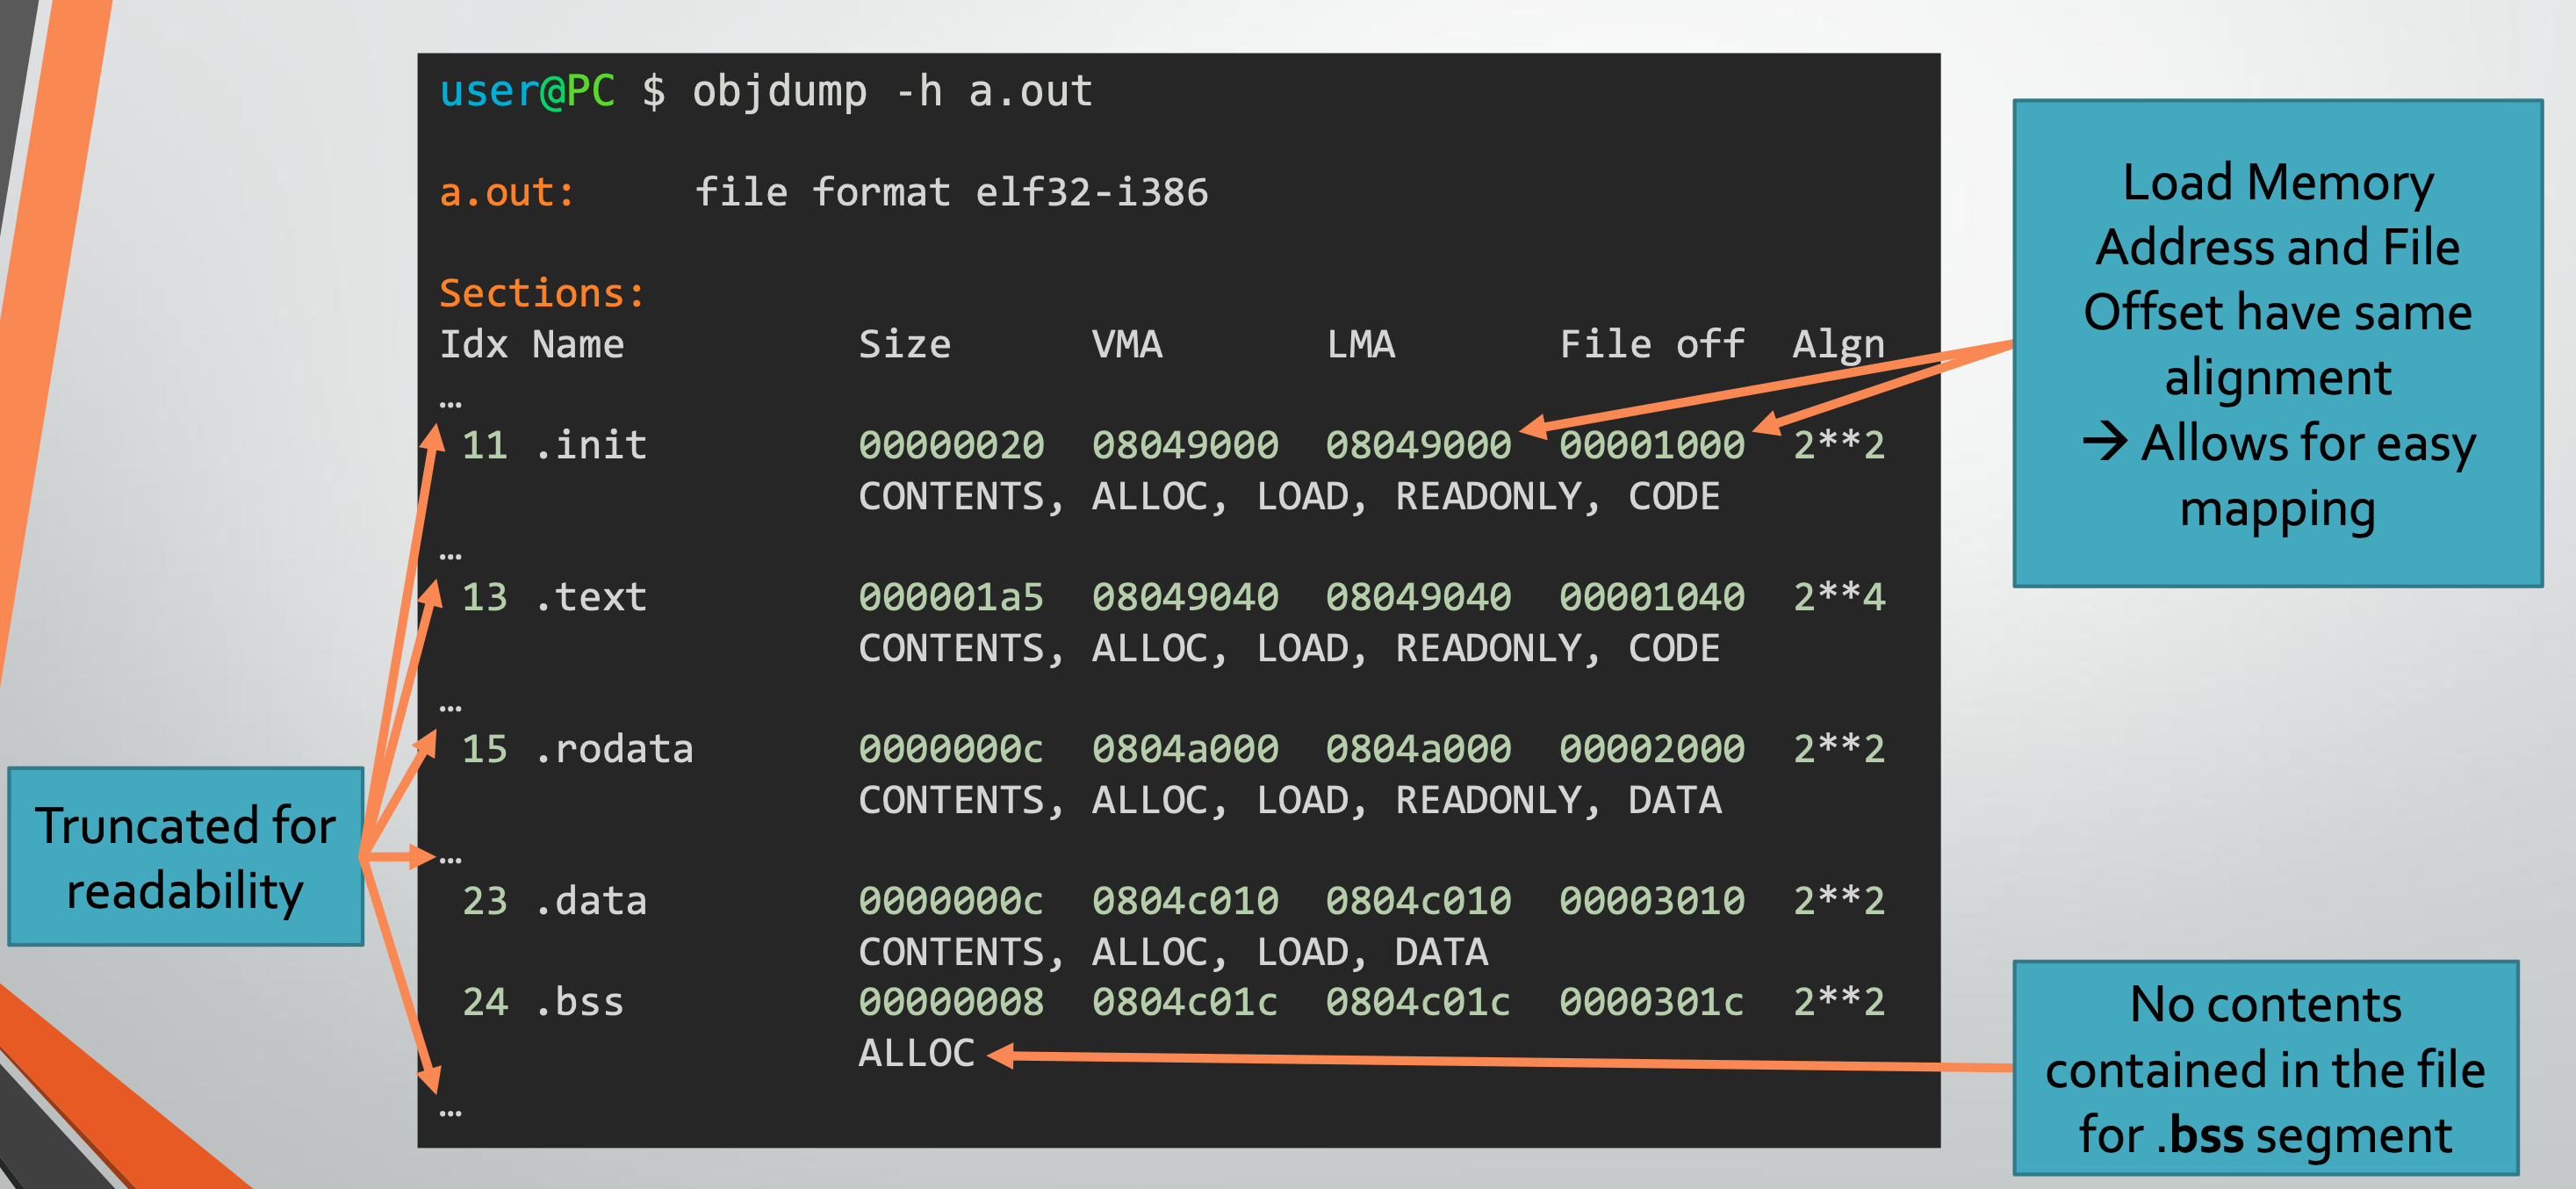 user@PC $ objdump -h a.out
a.out:     file format elf32-i386
Sections:
Idx Name          Size      VMA       LMA       File off  Algn
…
 11 .init         00000020  08049000  08049000  00001000  2**2
                  CONTENTS, ALLOC, LOAD, READONLY, CODE
…
 13 .text         000001a5  08049040  08049040  00001040  2**4
                  CONTENTS, ALLOC, LOAD, READONLY, CODE
…
 15 .rodata       0000000c  0804a000  0804a000  00002000  2**2
                  CONTENTS, ALLOC, LOAD, READONLY, DATA
…
 23 .data         0000000c  0804c010  0804c010  00003010  2**2
                  CONTENTS, ALLOC, LOAD, DATA
 24 .bss          00000008  0804c01c  0804c01c  0000301c  2**2
                  ALLOC
…
Load Memory
Address and File
Offset have same
alignment
→ Allows for easy
mapping
Truncated for
readability
No contents
contained in the file
for .bss segment